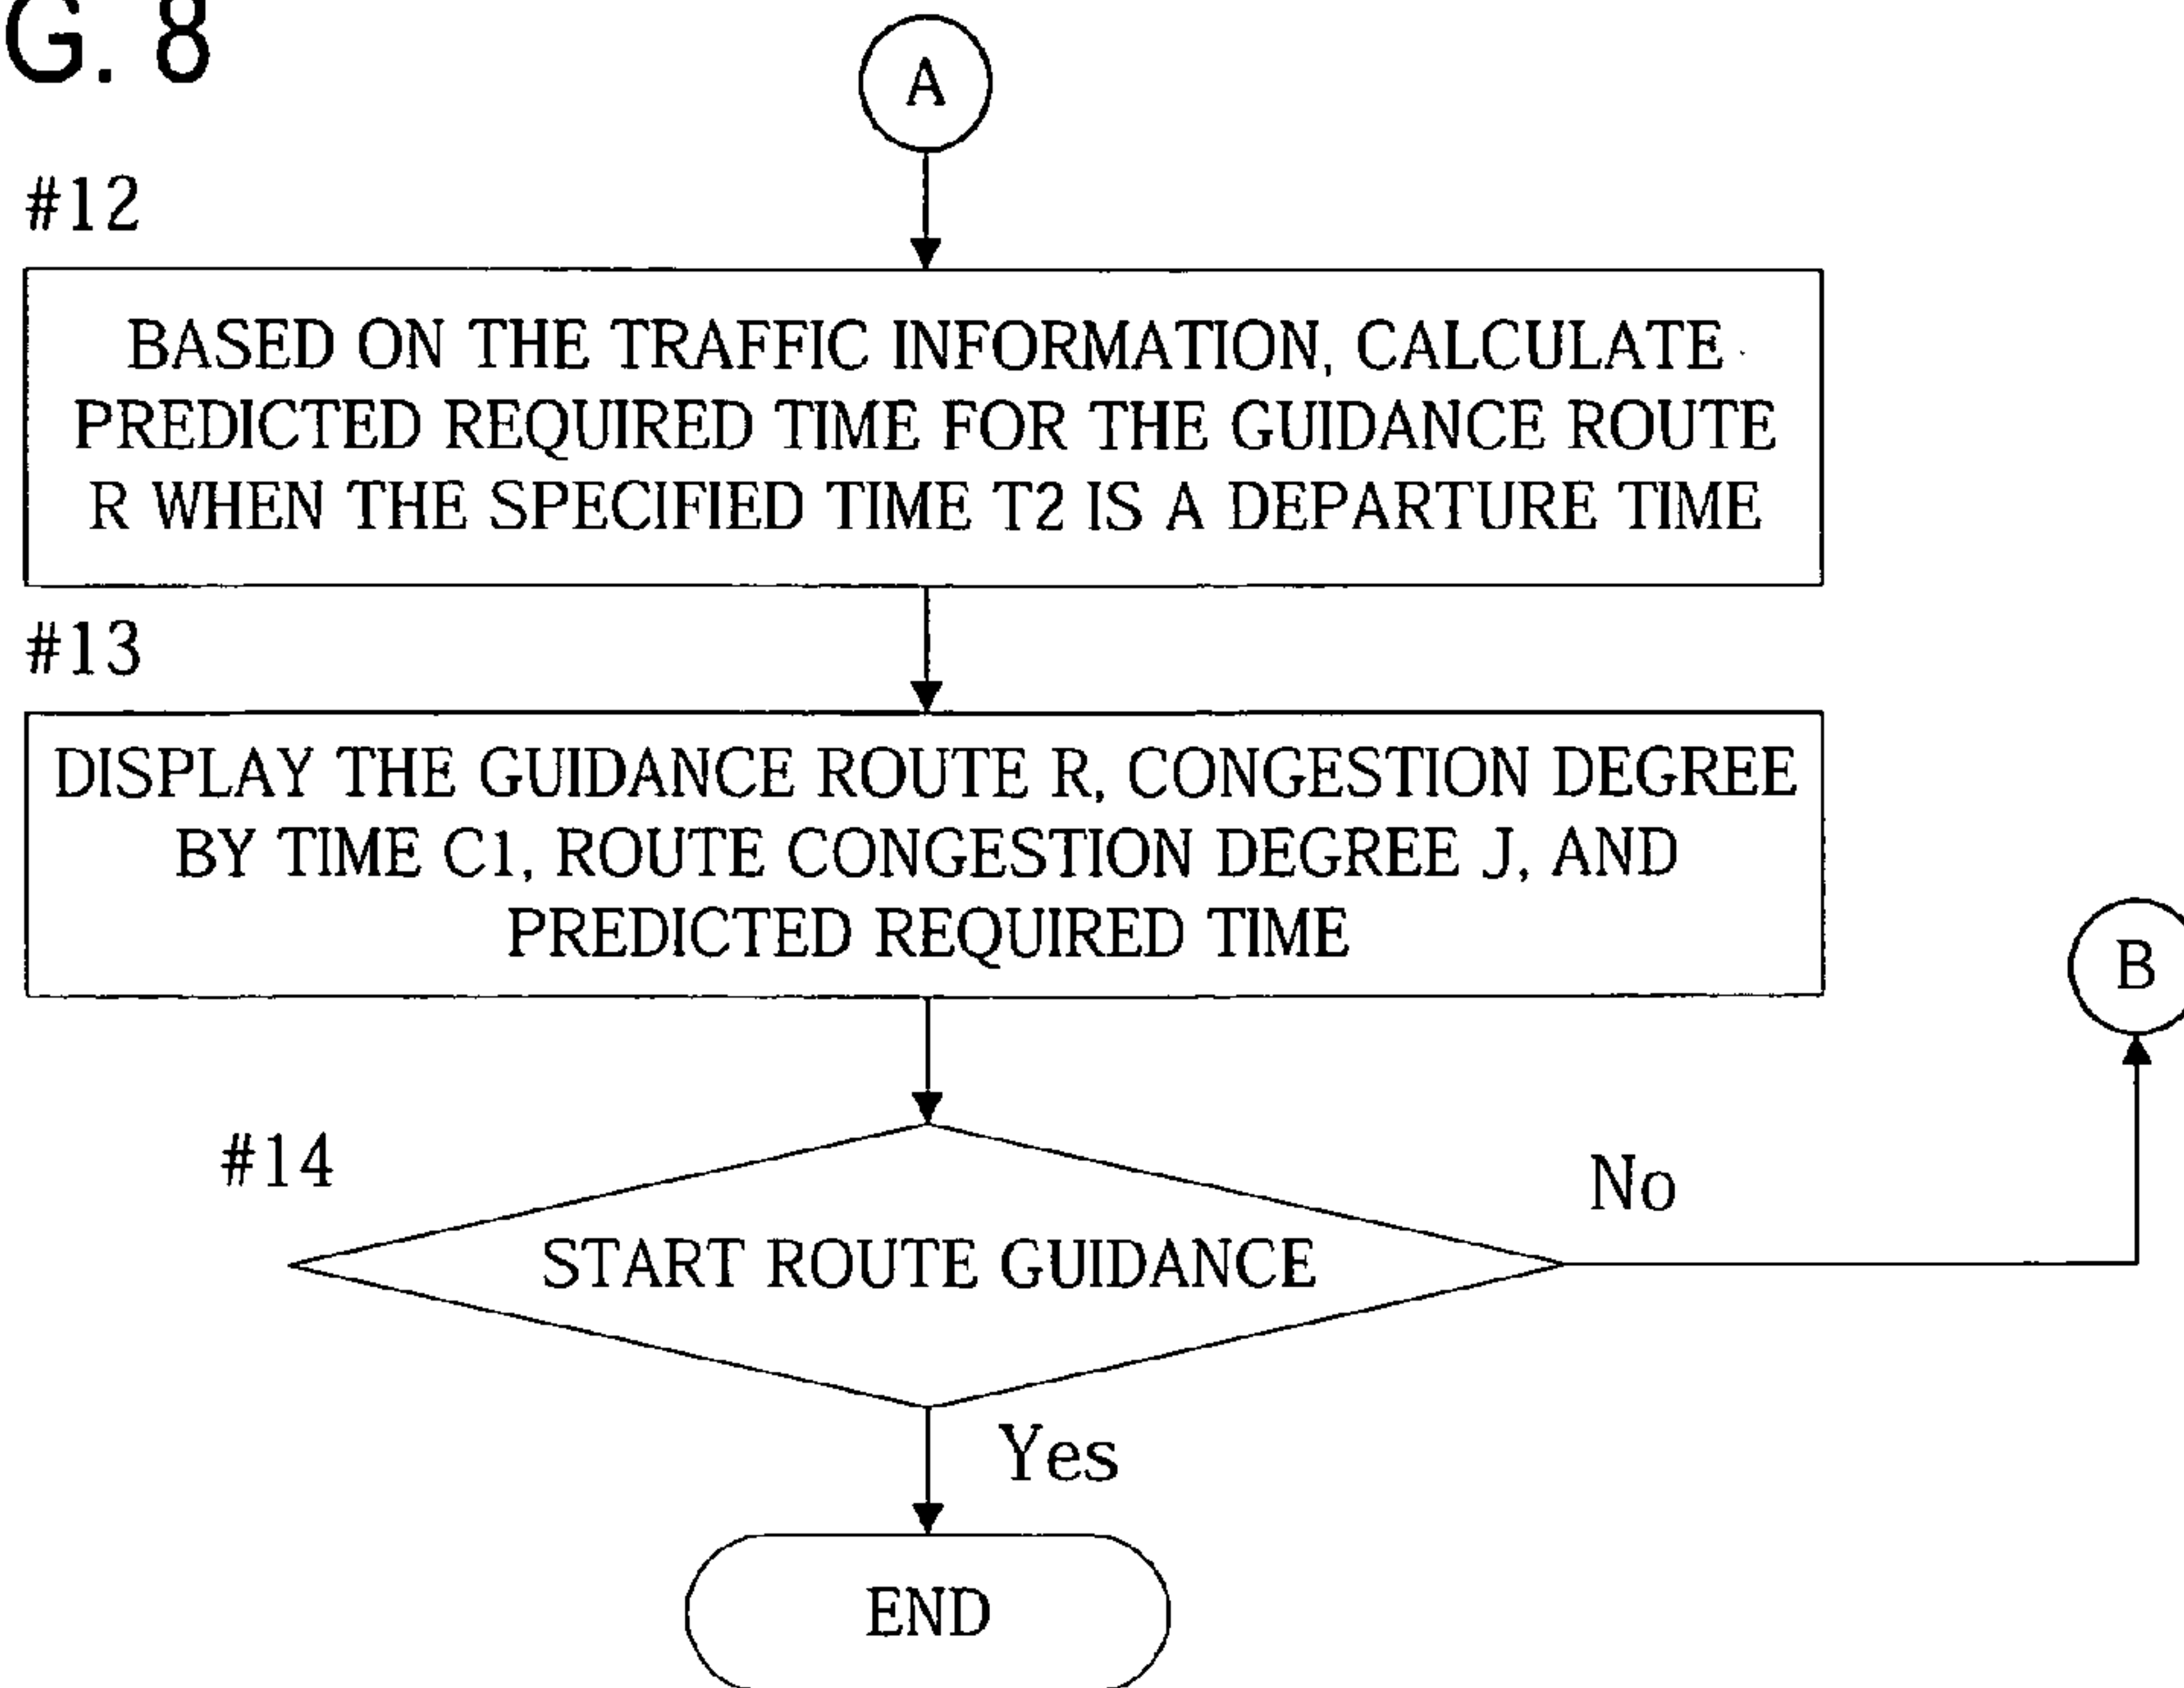 G. 8
A
#12
BASED ON THE TRAFFIC INFORMATION, CALCULATE
PREDICTED REQUIRED TIME FOR THE GUIDANCE ROUTE
R WHEN THE SPECIFIED TIME T2 IS A DEPARTURE TIME
#13
DISPLAY THE GUIDANCE ROUTE R, CONGESTION DEGREE
BY TIME C1, ROUTE CONGESTION DEGREE J, AND
PREDICTED REQUIRED TIME
B
#14
No
START ROUTE GUIDANCE
Yes
END